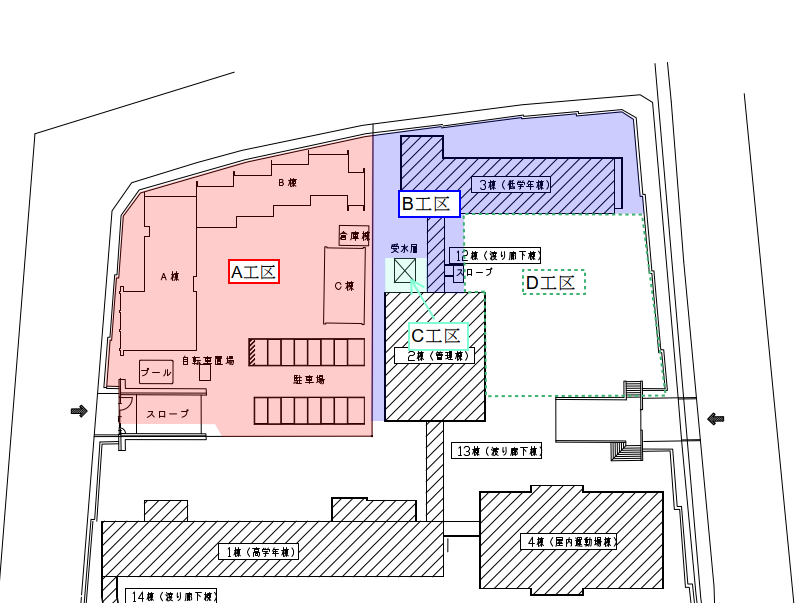 B棟
3棟（低学年棟）
B工区
倉庫棟
受水層
12棟（渡り廊下棟）
A工区
スロープ
A棟
C棟
D工区
C工区
2棟（管理棟）
自転車置場
プール
駐車場
スロープ
13棟（渡り廊下棟）
1棟（高学年棟）
4棟（屋内運動場棟）
14棟（渡り廊下棟）